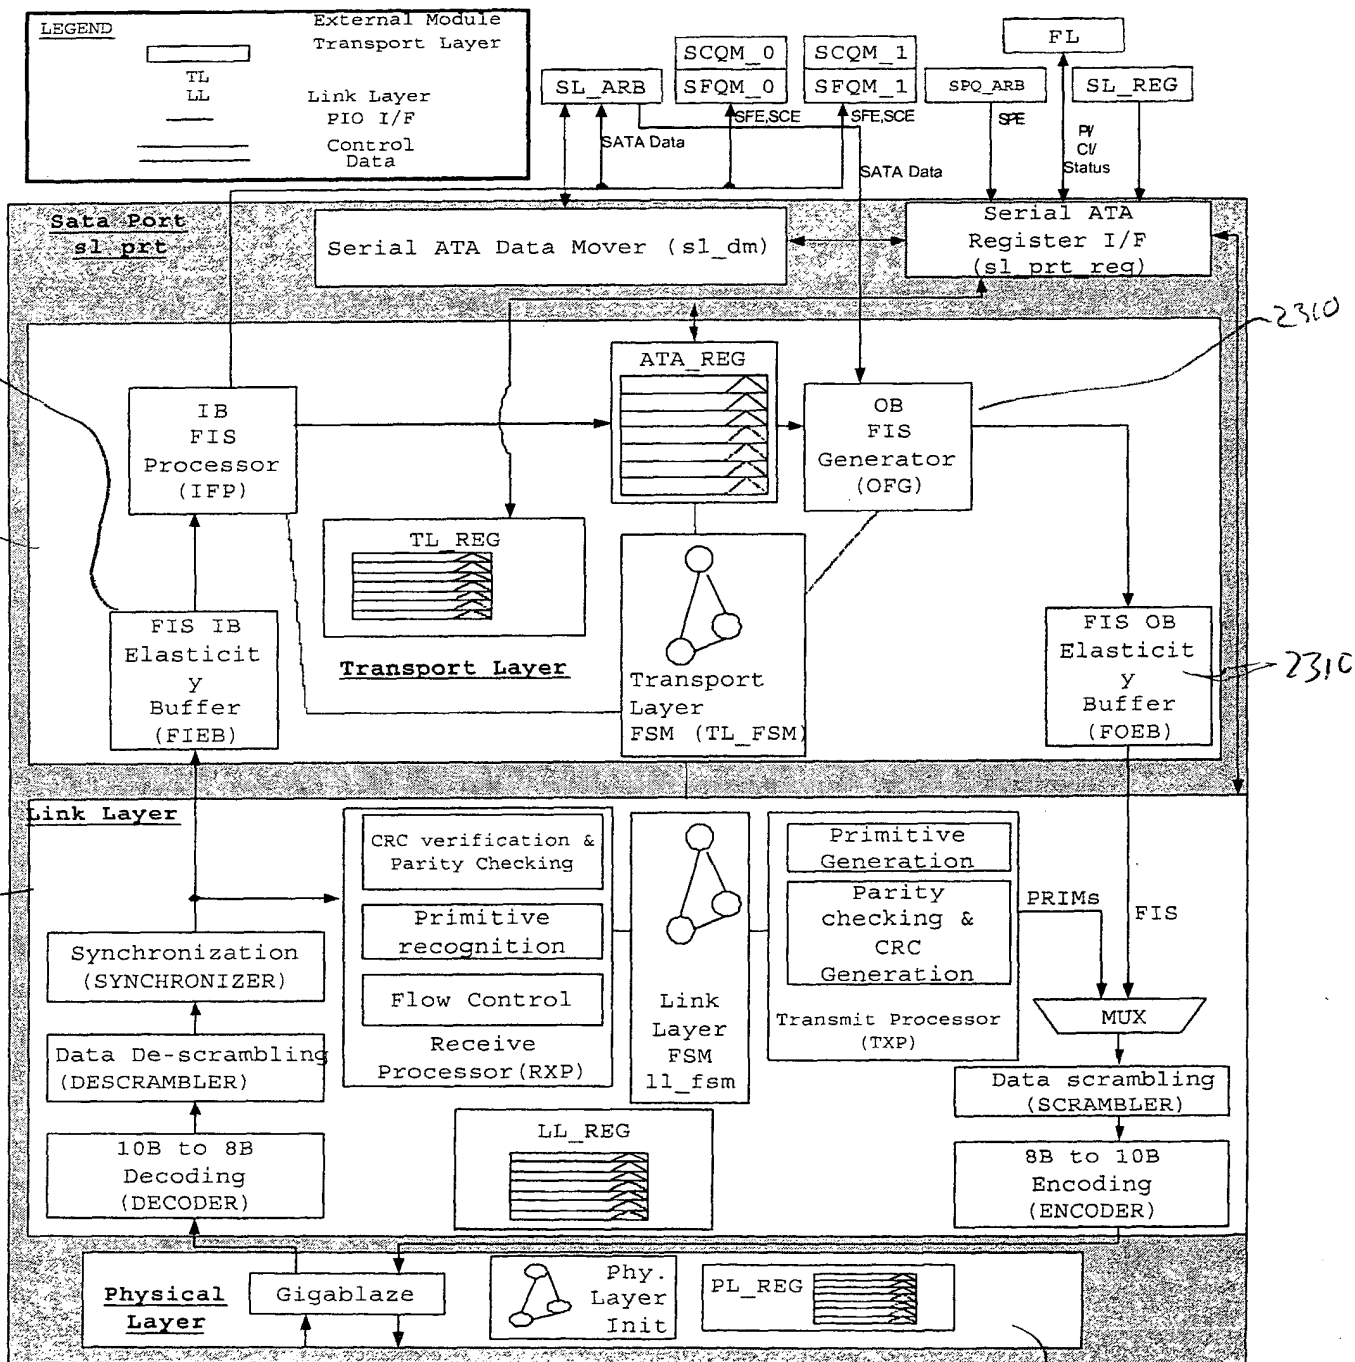 LEGEND
External Module
Transport Layer
TL
LL
Link Layer
PIO I/F
Control
Data
SL_ARB
SCQM_0
SFQM_0
SCQM_1
SFQM_1
FL
SPQ_ARB
SL_REG
SATA Data
SFE,SCE
SFE,SCE
SATA Data
SPE
PI/
CI/
Status
Sata Port
sl_prt
Serial ATA Data Mover (sl_dm)
Serial ATA
Register I/F
(sl_prt_reg)
2310
IB
FIS
Processor
(IFP)
ATA_REG
OB
FIS
Generator
(OFG)
TL_REG
Transport Layer
Transport
Layer
FSM (TL_FSM)
FIS IB
Elasticit
y
Buffer
(FIEB)
FIS OB
Elasticit
y
Buffer
(FOEB)
2310
Link Layer
CRC verification &
Parity Checking
Primitive
recognition
Flow Control
Receive
Processor(RXP)
Link
Layer
FSM
ll_fsm
Primitive
Generation
Parity
checking &
CRC
Generation
Transmit Processor
(TXP)
PRIMs
FIS
MUX
Synchronization
(SYNCHRONIZER)
Data De-scrambling
(DESCRAMBLER)
10B to 8B
Decoding
(DECODER)
LL_REG
Data scrambling
(SCRAMBLER)
8B to 10B
Encoding
(ENCODER)
Physical
Layer
Gigablaze
Phy.
Layer
Init
PL_REG